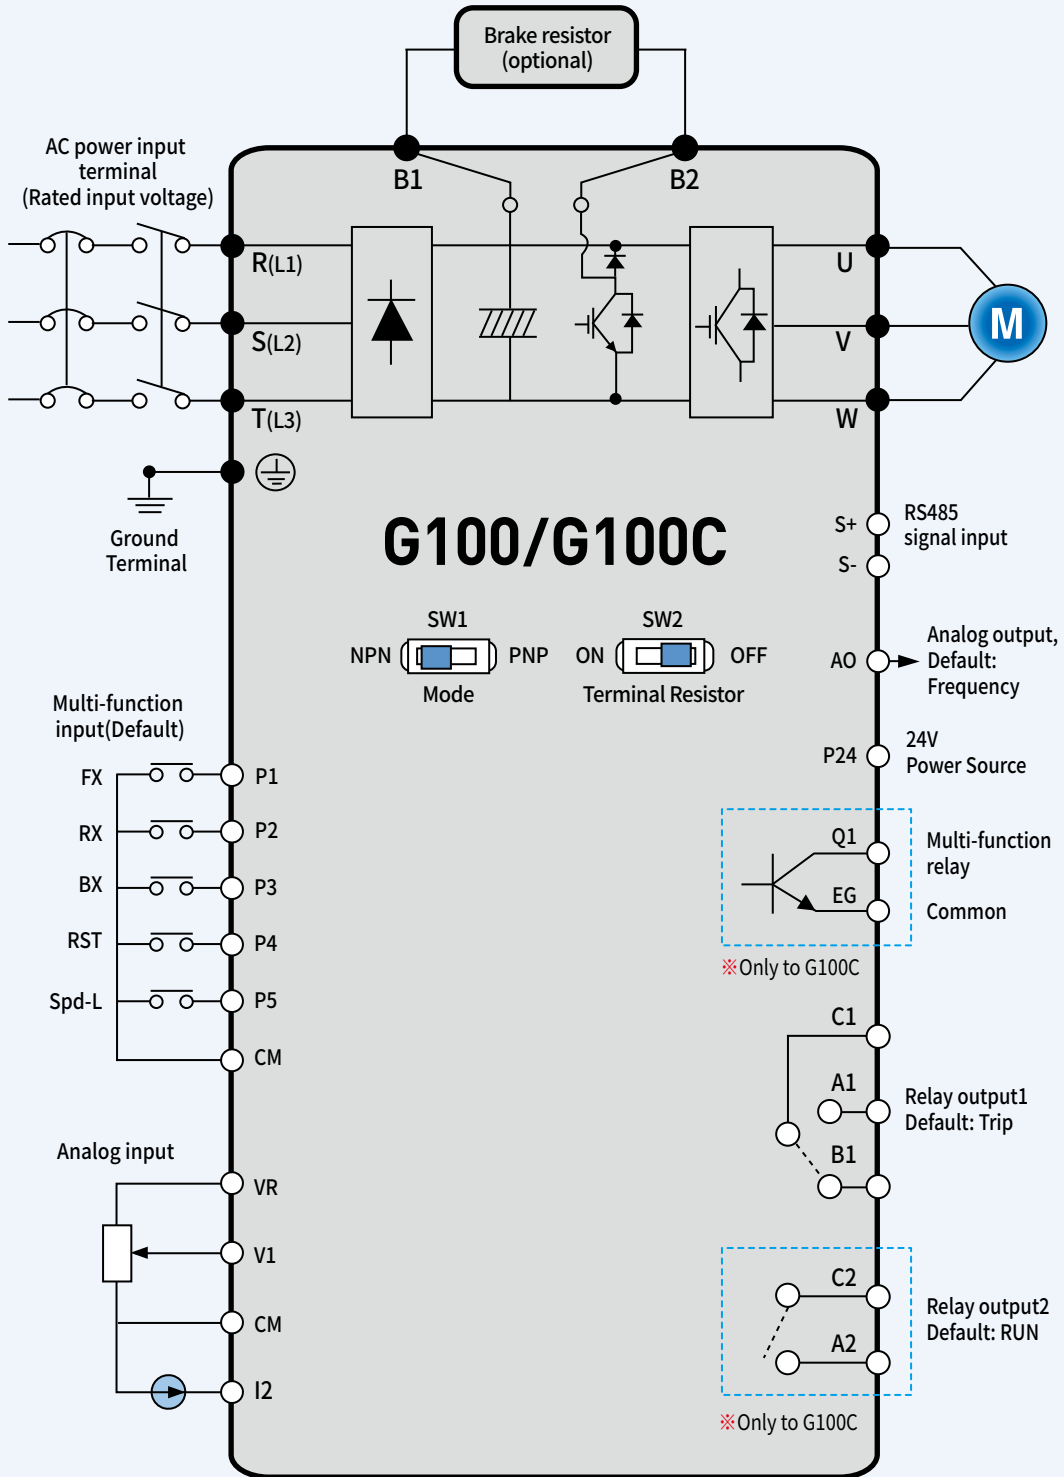 Brake resistor
(optional)
AC power input
terminal
(Rated input voltage)
B1
B2
R(L1)
S(L2)
T(L3)
U
V
W
M
Ground
Terminal
G100/G100C
SW1
NPN
PNP
Mode
SW2
ON
OFF
Terminal Resistor
S+
S-
RS485
signal input
AO
Analog output,
Default:
Frequency
P24
24V
Power Source
Multi-function
input(Default)
FX
P1
RX
P2
BX
P3
RST
P4
Spd-L
P5
CM
Q1
EG
Multi-function
relay
Common
※Only to G100C
C1
A1
B1
Relay output1
Default: Trip
Analog input
VR
V1
CM
I2
C2
A2
Relay output2
Default: RUN
※Only to G100C